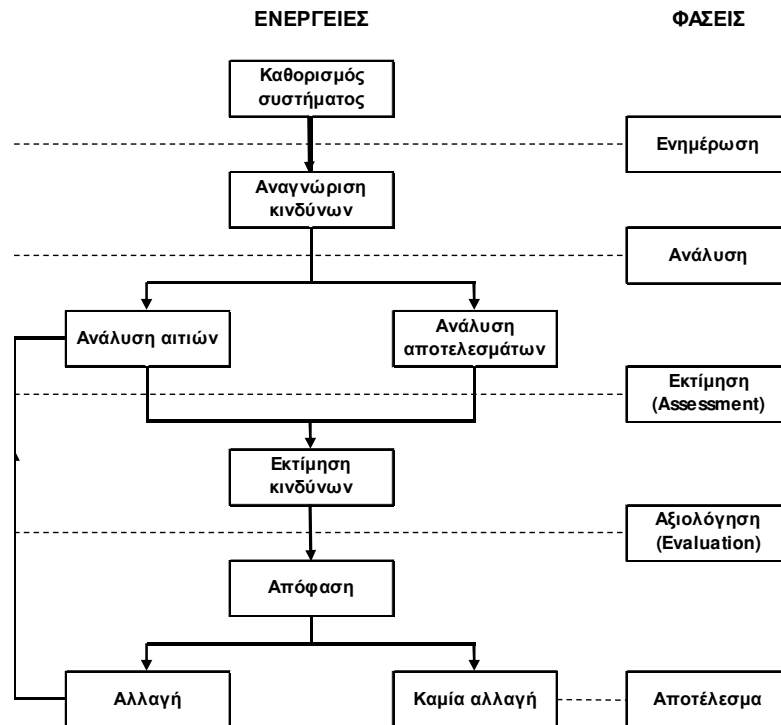 ΕΝΕΡΓΕΙΕΣ
ΦΑΣΕΙΣ
Καθορισμός
συστήματος
Ενημέρωση
Αναγνώριση
κινδύνων
Ανάλυση
Ανάλυση αιτιών
Ανάλυση
αποτελεσμάτων
Εκτίμηση
(Assessment)
Εκτίμηση
κινδύνων
Αξιολόγηση
(Evaluation)
Απόφαση
Αλλαγή
Καμία αλλαγή
Αποτέλεσμα